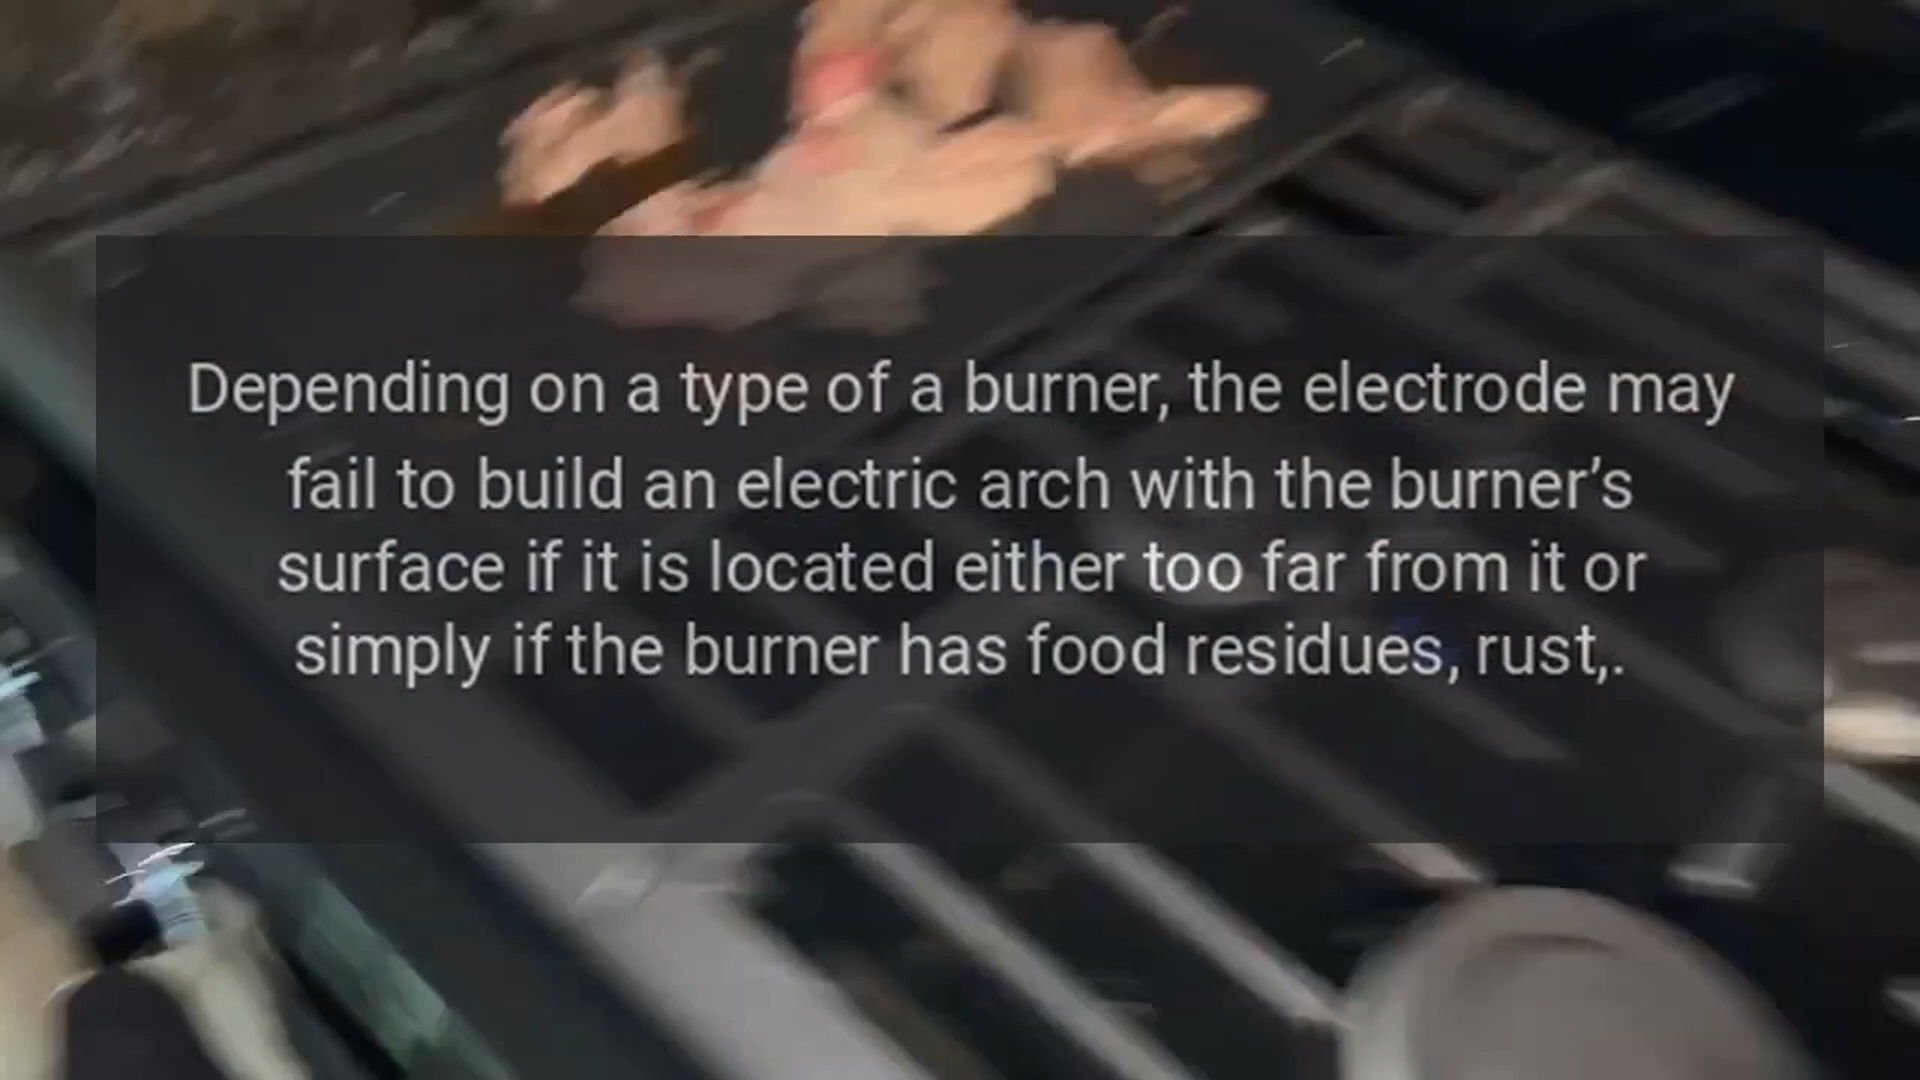 Depending on a type of a burner, the electrode may
fail to build an electric arch with the burner’s
surface if it is located either too far from it or
simply if the burner has food residues, rust,.